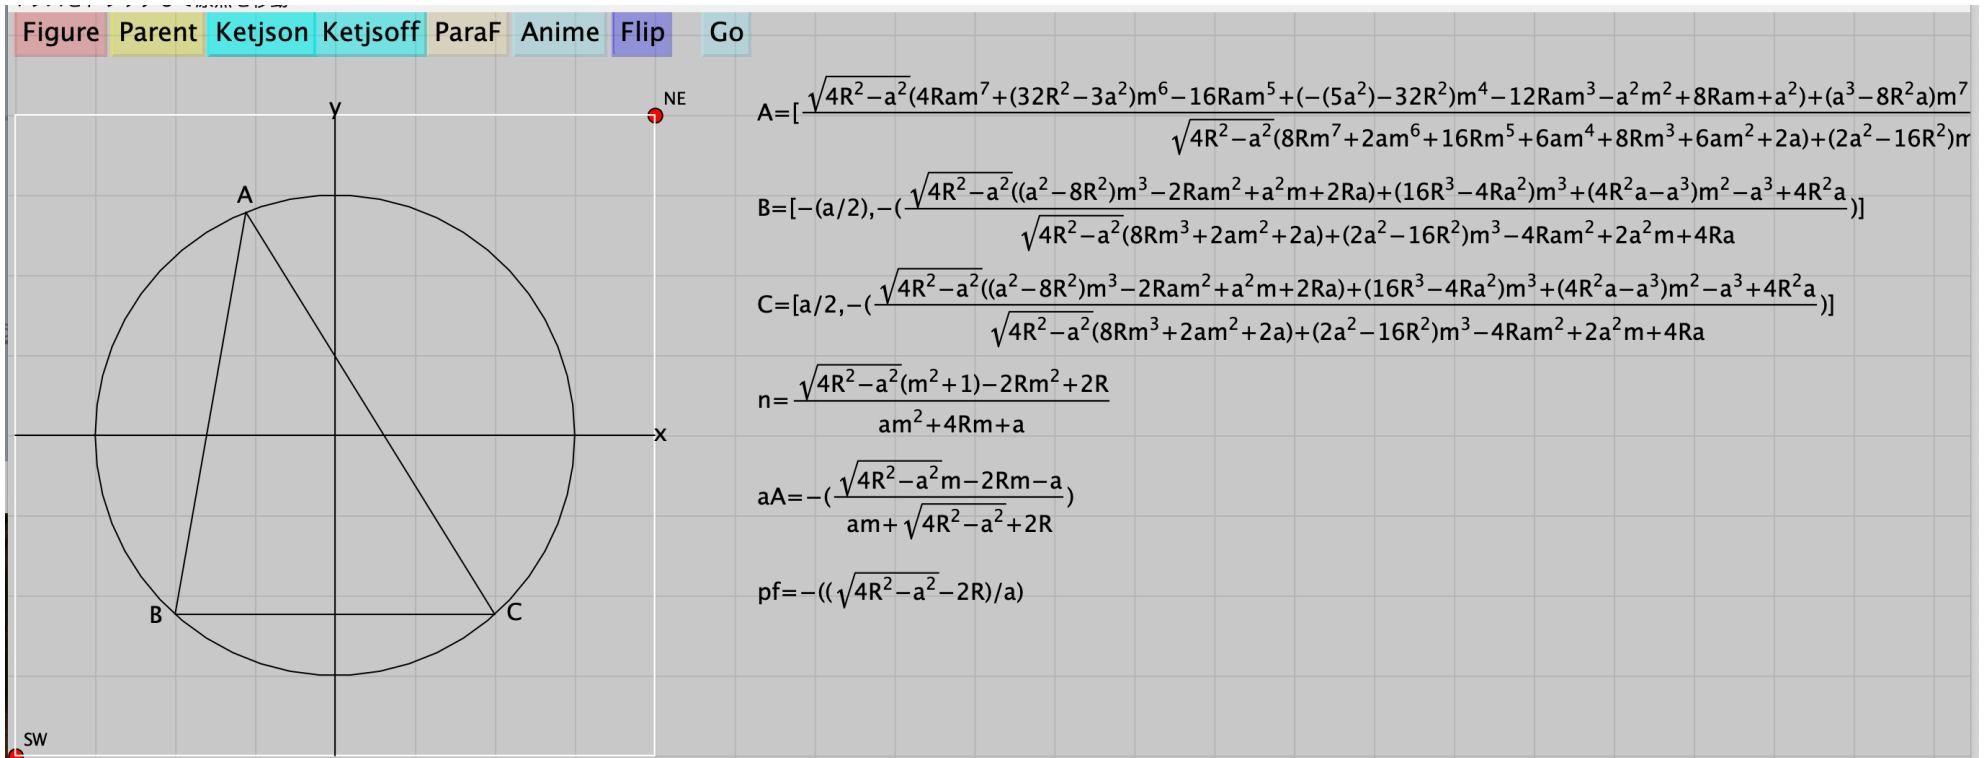 Figure Parent Ketjson Ketjsoff ParaF Anime Flip Go
NE
y
A
B
C
x
SW
A=[√4R²−a²(4Ram⁷+(32R²−3a²)m⁶−16Ram⁵+(−(5a²)−32R²)m⁴−12Ram³−a²m²+8Ram+a²)+(a³−8R²a)m⁷
√4R²−a²(8Rm⁷+2am⁶+16Rm⁵+6am⁴+8Rm³+6am²+2a)+(2a²−16R²)m
B=[−(a/2),−(√4R²−a²((a²−8R²)m³−2Ram²+a²m+2Ra)+(16R³−4Ra²)m³+(4R²a−a³)m²−a³+4R²a)]
√4R²−a²(8Rm³+2am²+2a)+(2a²−16R²)m³−4Ram²+2a²m+4Ra
C=[a/2,−(√4R²−a²((a²−8R²)m³−2Ram²+a²m+2Ra)+(16R³−4Ra²)m³+(4R²a−a³)m²−a³+4R²a)]
√4R²−a²(8Rm³+2am²+2a)+(2a²−16R²)m³−4Ram²+2a²m+4Ra
n=√4R²−a²(m²+1)−2Rm²+2R
am²+4Rm+a
aA=−(√4R²−a²m−2Rm−a)
am+√4R²−a²+2R
pf=−((√4R²−a²−2R)/a)